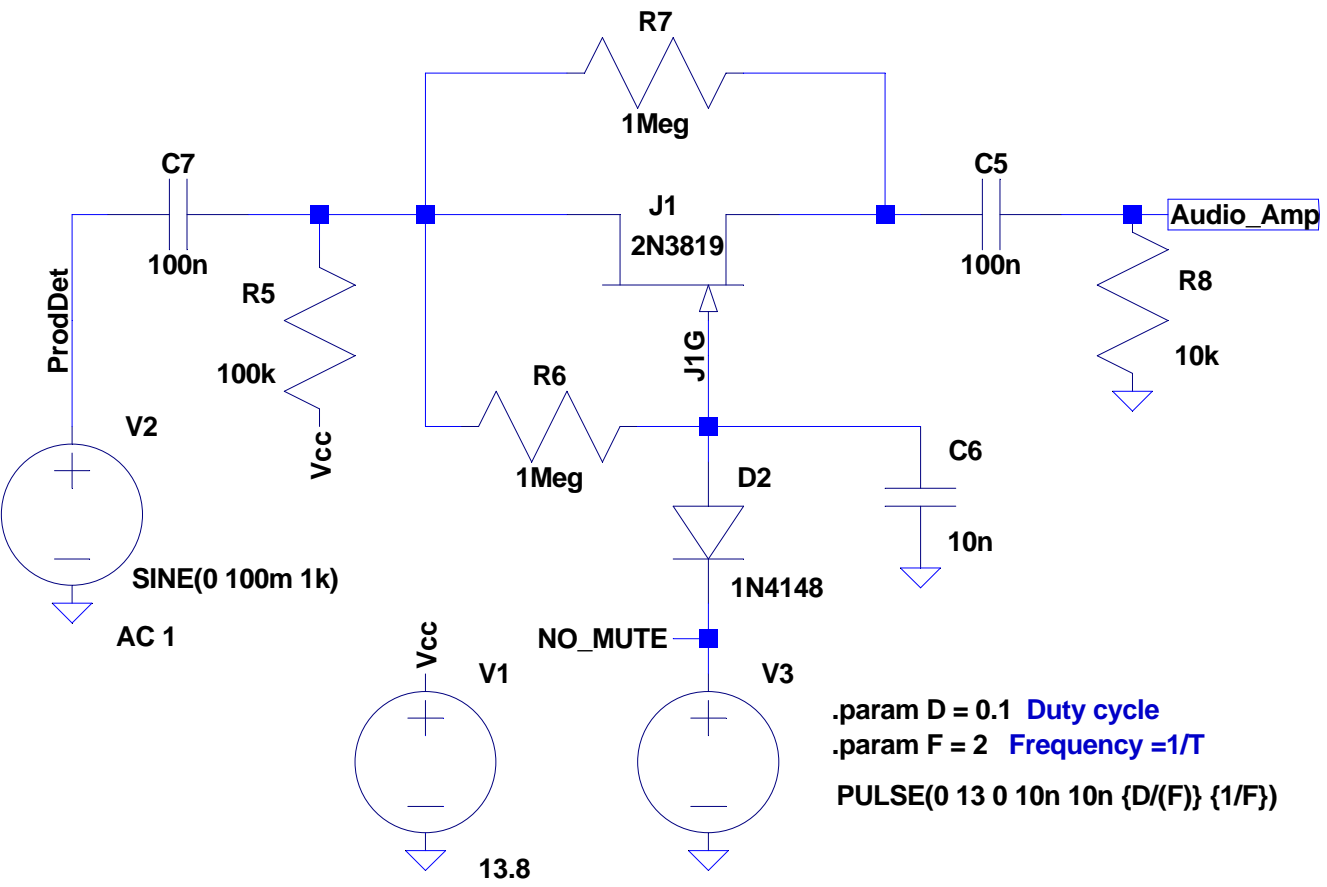 R7
1Meg
C7
100n
J1
2N3819
C5
100n
Audio_Amp
ProdDet
R5
100k
Vcc
J1G
R8
10k
R6
1Meg
V2
SINE(0 100m 1k)
AC 1
D2
1N4148
C6
10n
NO_MUTE
Vcc
V1
13.8
V3
.param D = 0.1 Duty cycle
.param F = 2 Frequency =1/T
PULSE(0 13 0 10n 10n {D/(F)} {1/F})